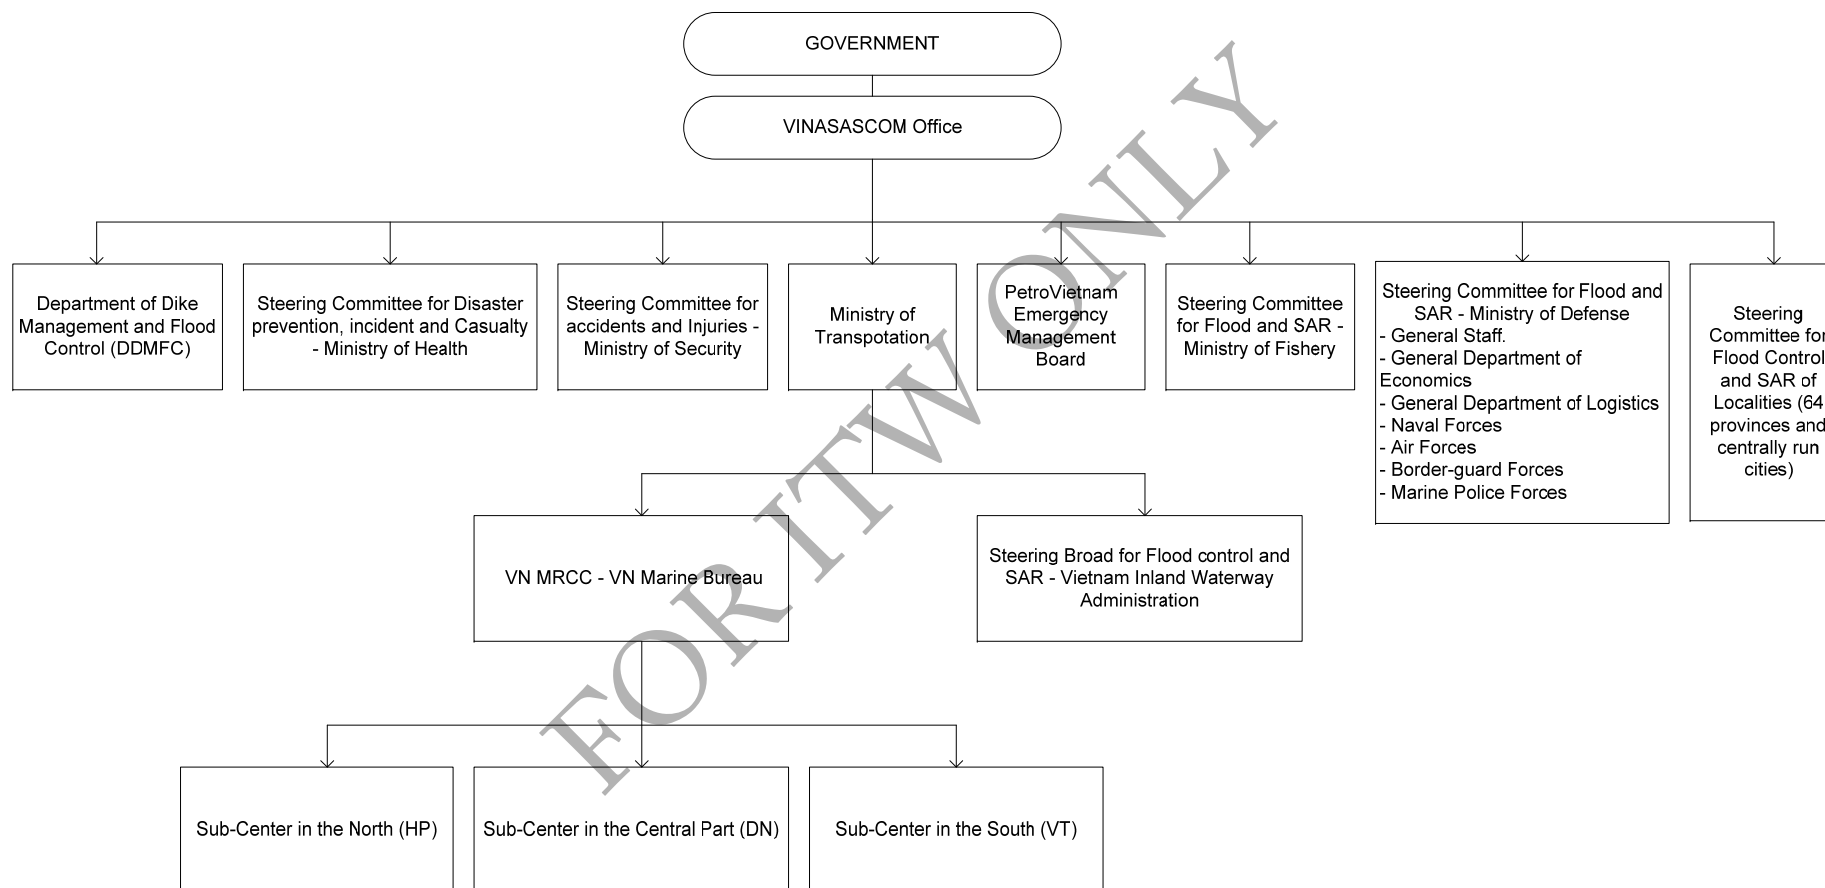 GOVERNMENT
VINASASCOM Office
Department of Dike
Management and Flood
Control (DDMFC)
Steering Committee for Disaster
prevention, incident and Casualty
- Ministry of Health
Steering Committee for
accidents and Injuries -
Ministry of Security
Ministry of
Transpotation
PetroVietnam
Emergency
Management
Board
Steering Committee
for Flood and SAR -
Ministry of Fishery
Steering Committee for Flood and
SAR - Ministry of Defense
- General Staff.
- General Department of
Economics
- General Department of Logistics
- Naval Forces
- Air Forces
- Border-guard Forces
- Marine Police Forces
Steering
Committee for
Flood Control
and SAR of
Localities (64
provinces and
centrally run
cities)
VN MRCC - VN Marine Bureau
Steering Broad for Flood control and
SAR - Vietnam Inland Waterway
Administration
Sub-Center in the North (HP)
Sub-Center in the Central Part (DN)
Sub-Center in the South (VT)
FOR ITW ONLY